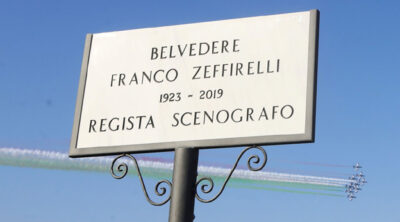 BELVEDERE
FRANCO ZEFFIRELLI
1923 - 2019
REGISTA SCENOGRAFO